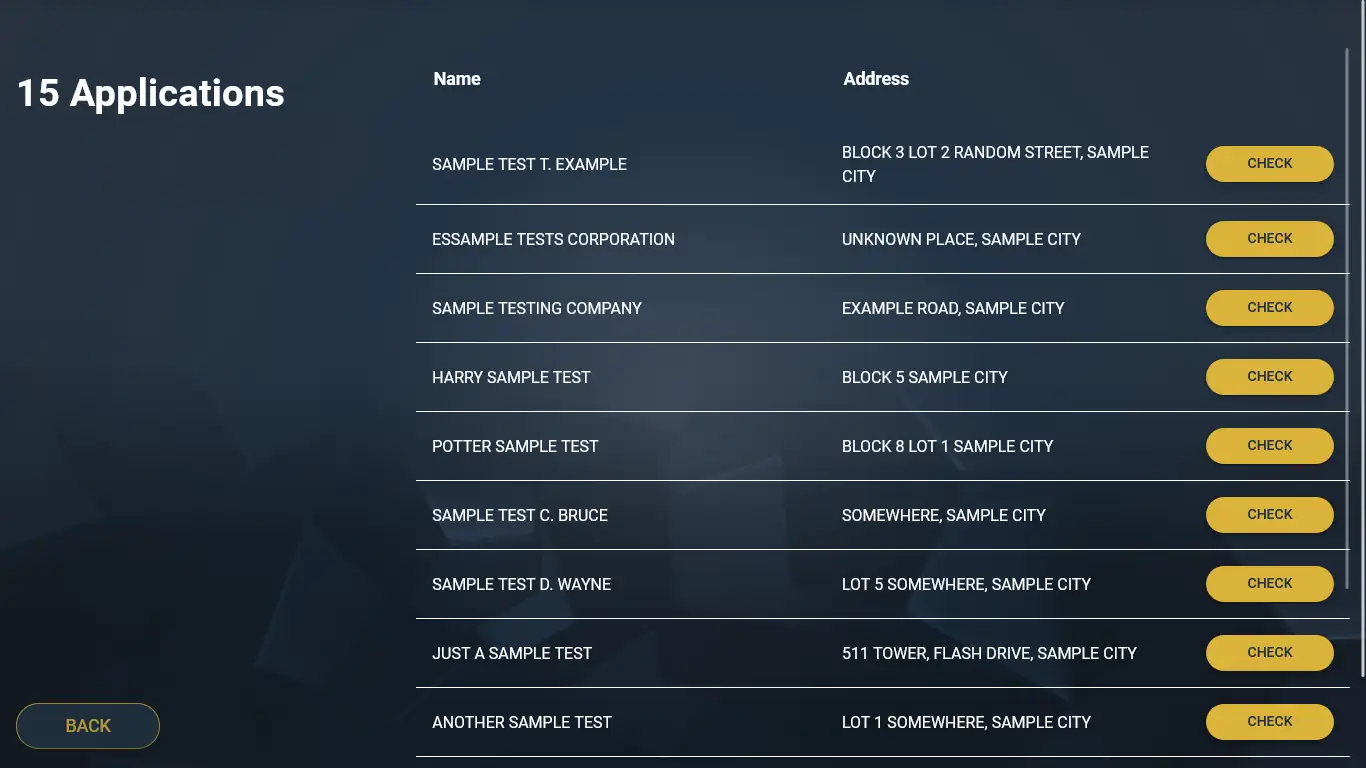 15 Applications
Name Address
SAMPLE TEST T. EXAMPLE BLOCK 3 LOT 2 RANDOM STREET, SAMPLE
CITY CHECK
ESSAMPLE TESTS CORPORATION UNKNOWN PLACE, SAMPLE CITY CHECK
SAMPLE TESTING COMPANY EXAMPLE ROAD, SAMPLE CITY CHECK
HARRY SAMPLE TEST BLOCK 5 SAMPLE CITY CHECK
POTTER SAMPLE TEST BLOCK 8 LOT 1 SAMPLE CITY CHECK
SAMPLE TEST C. BRUCE SOMEWHERE, SAMPLE CITY CHECK
SAMPLE TEST D. WAYNE LOT 5 SOMEWHERE, SAMPLE CITY CHECK
JUST A SAMPLE TEST 511 TOWER, FLASH DRIVE, SAMPLE CITY CHECK
ANOTHER SAMPLE TEST LOT 1 SOMEWHERE, SAMPLE CITY CHECK
BACK